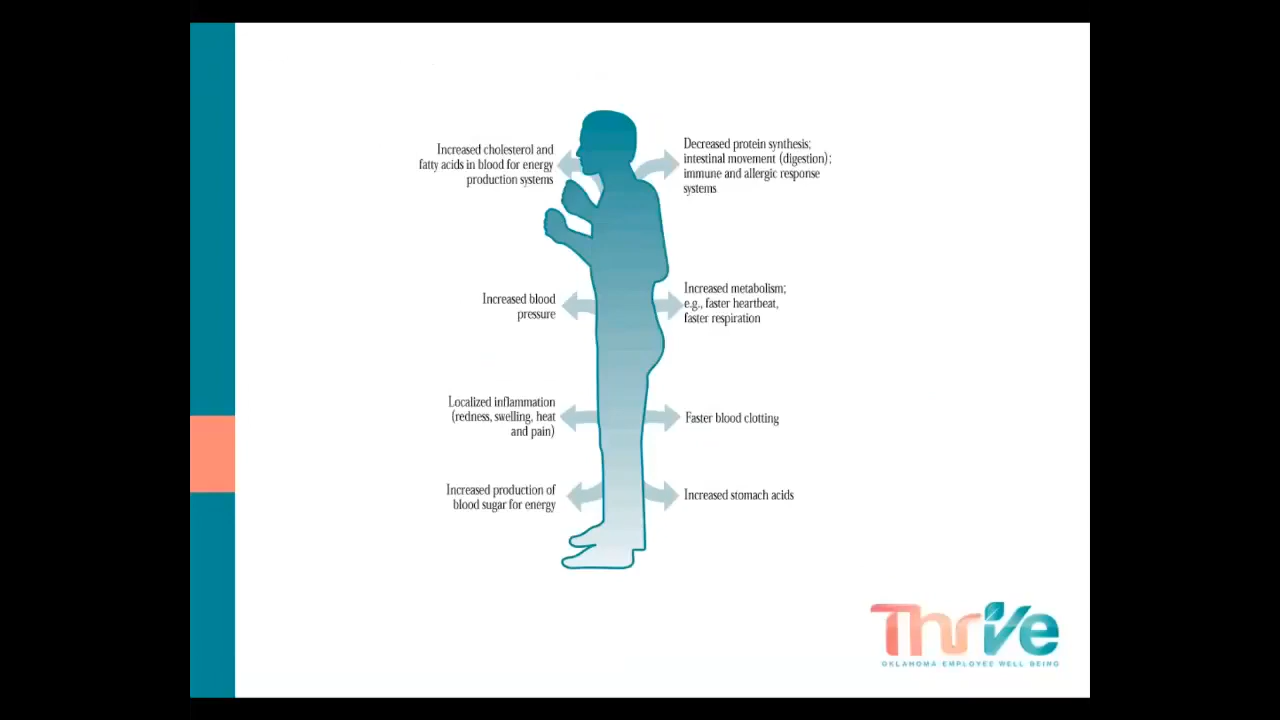 Increased cholesterol and
fatty acids in blood for energy
production systems
Decreased protein synthesis;
intestinal movement (digestion);
immune and allergic response
systems
Increased blood
pressure
Increased metabolism;
e.g., faster heartbeat,
faster respiration
Localized inflammation
(redness, swelling, heat
and pain)
Faster blood clotting
Increased production of
blood sugar for energy
Increased stomach acids
Thrive
OKLAHOMA EMPLOYEE WELL BEING